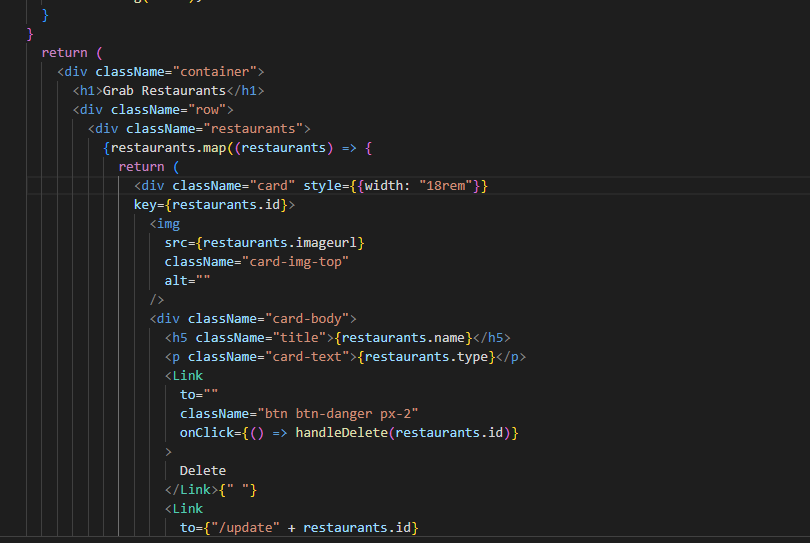 }
}
return (
<div className="container">
<h1>Grab Restaurants</h1>
<div className="row">
<div className="restaurants">
{restaurants.map((restaurants) => {
return (
<div className="card" style={{width: "18rem"}}
key={restaurants.id}>
<img
src={restaurants.imageurl}
className="card-img-top"
alt=""
/>
<div className="card-body">
<h5 className="title">{restaurants.name}</h5>
<p className="card-text">{restaurants.type}</p>
<Link
to=""
className="btn btn-danger px-2"
onClick={() => handleDelete(restaurants.id)}
>
Delete
</Link>{" "}
<Link
to={"/update" + restaurants.id}